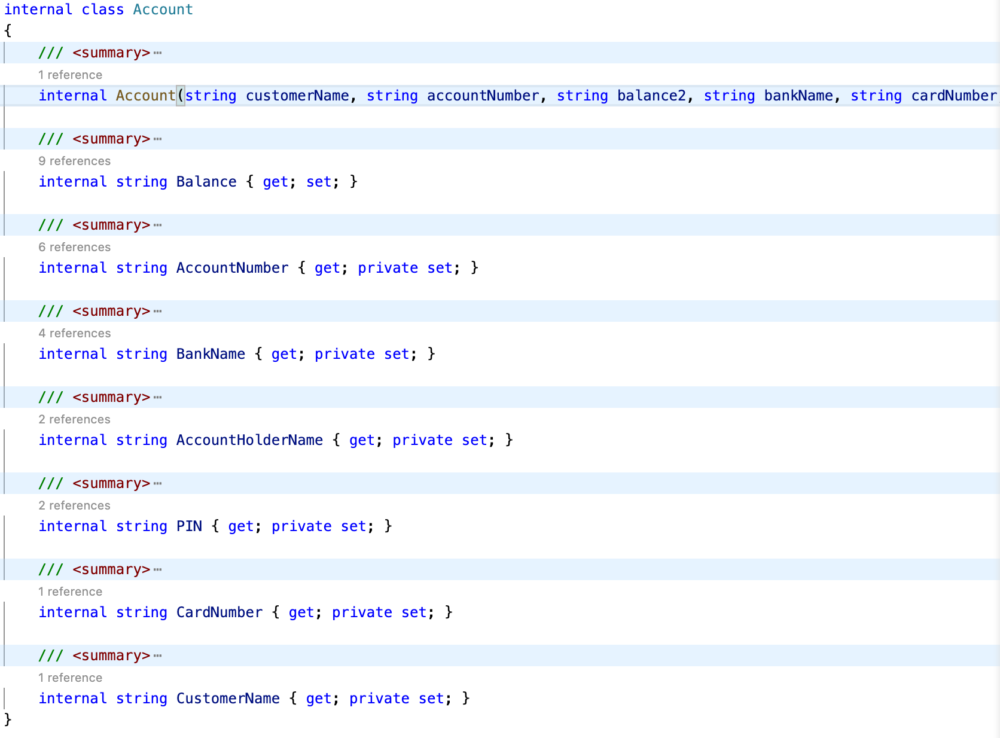 internal class Account
{
/// <summary>⋯
1 reference
internal Account(string customerName, string accountNumber, string balance2, string bankName, string cardNumber
/// <summary>⋯
9 references
internal string Balance { get; set; }
/// <summary>⋯
6 references
internal string AccountNumber { get; private set; }
/// <summary>⋯
4 references
internal string BankName { get; private set; }
/// <summary>⋯
2 references
internal string AccountHolderName { get; private set; }
/// <summary>⋯
2 references
internal string PIN { get; private set; }
/// <summary>⋯
1 reference
internal string CardNumber { get; private set; }
/// <summary>⋯
1 reference
internal string CustomerName { get; private set; }
}